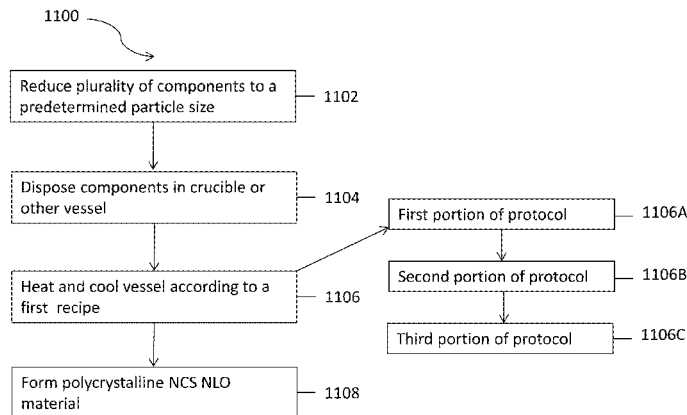 1100
Reduce plurality of components to a
predetermined particle size
1102
Dispose components in crucible or
other vessel
1104
Heat and cool vessel according to a
first recipe
1106
First portion of protocol
1106A
Second portion of protocol
1106B
Third portion of protocol
1106C
Form polycrystalline NCS NLO
material
1108